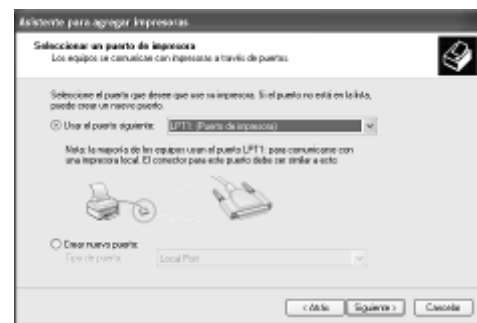 Asistente para agregar impresoras
Seleccionar un puerto de impresora
Los equipos se comunican con impresoras a través de puertos.
Seleccione el puerto que desee que use su impresora. Si el puerto no está en la lista,
puede crear un nuevo puerto.
Usar el puerto siguiente: LPT1: (Puerto de impresora)
Nota: la mayoría de los equipos usan el puerto LPT1: para comunicarse con
una impresora local. El conector para este puerto debe ser similar a esto:
Crear nuevo puerto:
Tipo de puerto: Local Port
< Atrás Siguiente > Cancelar